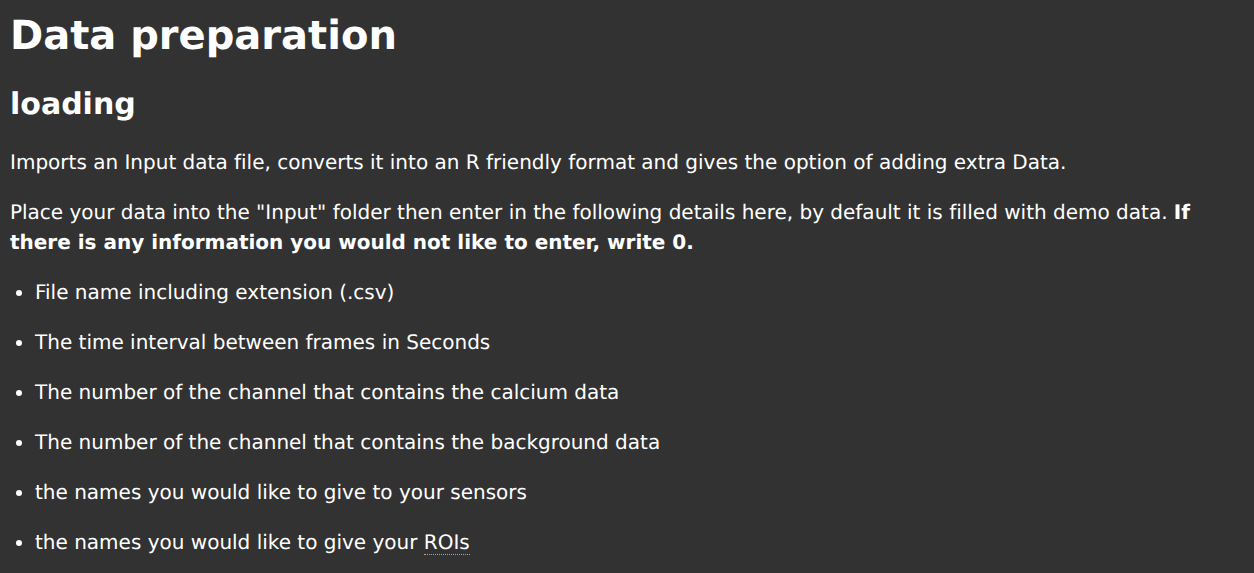 Data preparation
loading
Imports an Input data file, converts it into an R friendly format and gives the option of adding extra Data.
Place your data into the "Input" folder then enter in the following details here, by default it is filled with demo data. If
there is any information you would not like to enter, write 0.
• File name including extension (.csv)
• The time interval between frames in Seconds
• The number of the channel that contains the calcium data
• The number of the channel that contains the background data
• the names you would like to give to your sensors
• the names you would like to give your ROIs